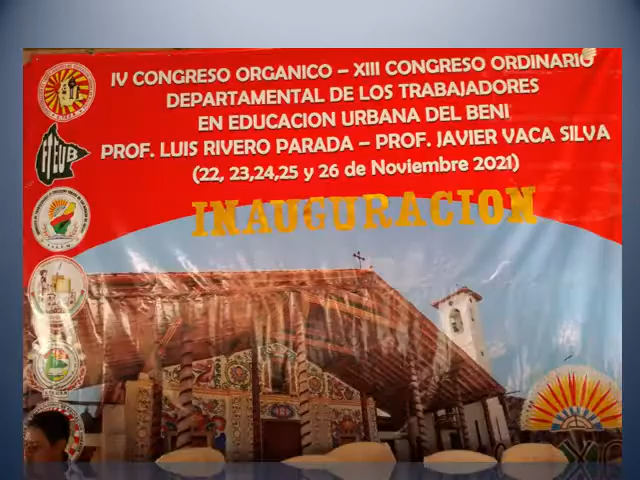 IV CONGRESO ORGANICO – XIII CONGRESO ORDINARIO
DEPARTAMENTAL DE LOS TRABAJADORES
EN EDUCACION URBANA DEL BENI
PROF. LUIS RIVERO PARADA – PROF. JAVIER VACA SILVA
(22, 23,24,25 y 26 de Noviembre 2021)
INAUGURACION
FTEUB